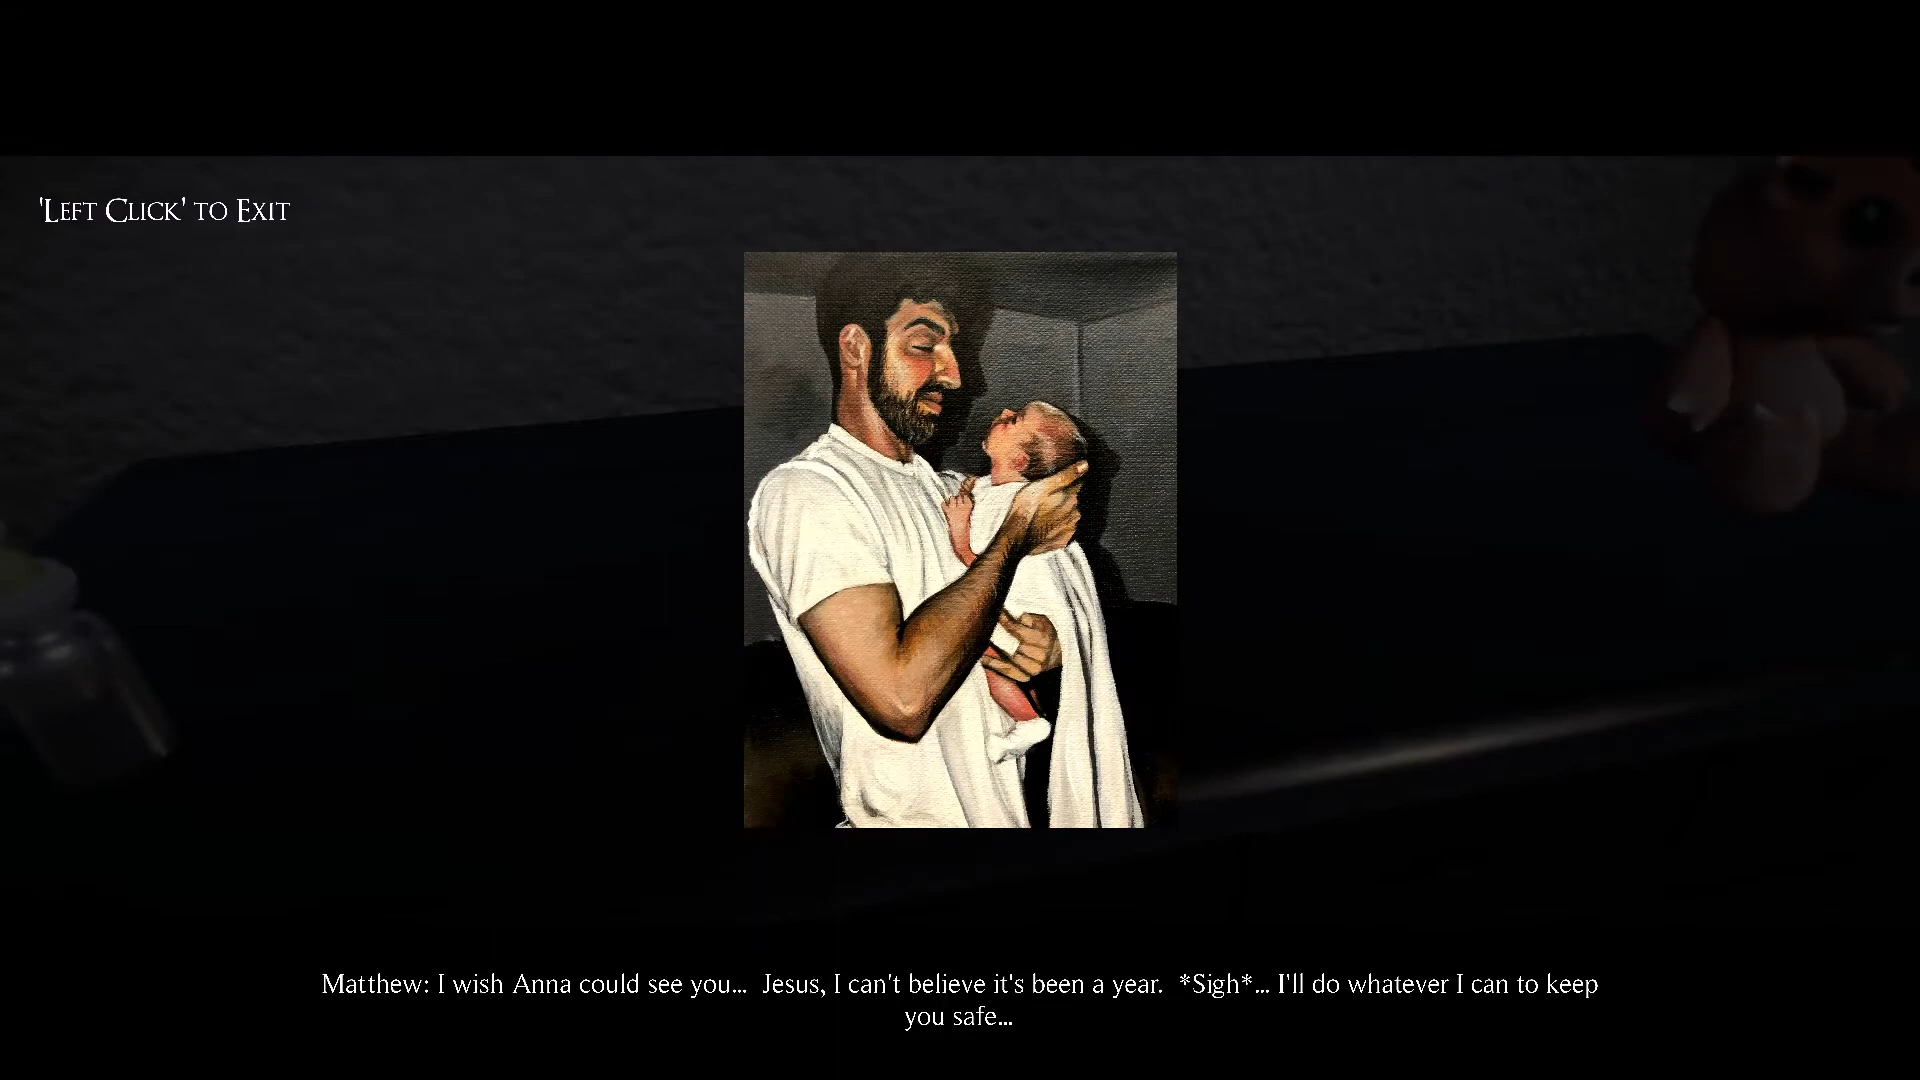 'Left Click' to Exit
Matthew: I wish Anna could see you...  Jesus, I can't believe it's been a year.  *Sigh*... I'll do whatever I can to keep
you safe...